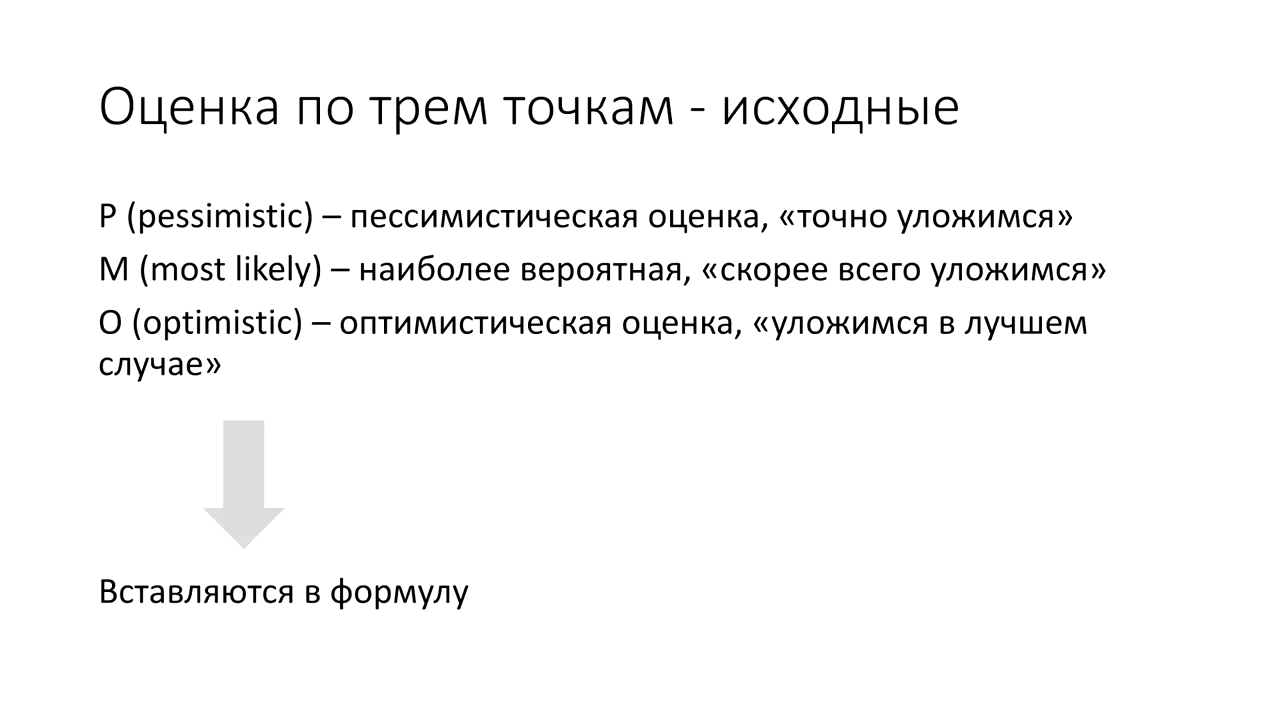 Оценка по трем точкам - исходные
P (pessimistic) – пессимистическая оценка, «точно уложимся»
M (most likely) – наиболее вероятная, «скорее всего уложимся»
O (optimistic) – оптимистическая оценка, «уложимся в лучшем
случае»
Вставляются в формулу